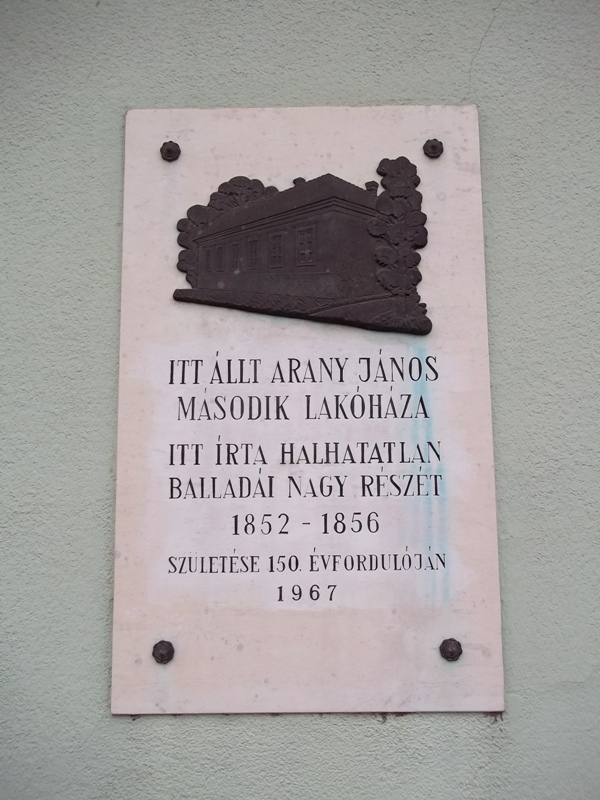 ITT ÁLLT ARANY JÁNOS
MÁSODIK LAKÓHÁZA
ITT ÍRTA HALHATATLAN
BALLADÁI NAGY RÉSZÉT
1852 - 1856
SZÜLETÉSE 150. ÉVFORDULÓJÁN
1967